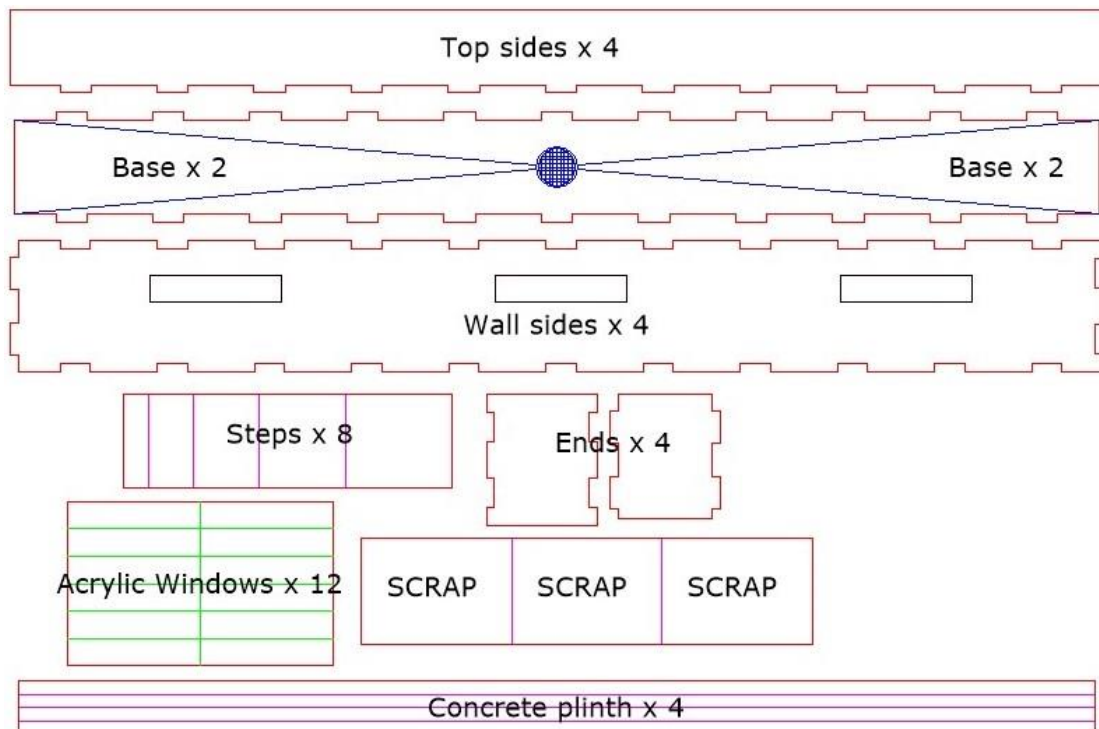 Top sides x 4
Base x 2
Base x 2
Wall sides x 4
Steps x 8
Ends x 4
Acrylic Windows x 12
SCRAP
SCRAP
SCRAP
Concrete plinth x 4